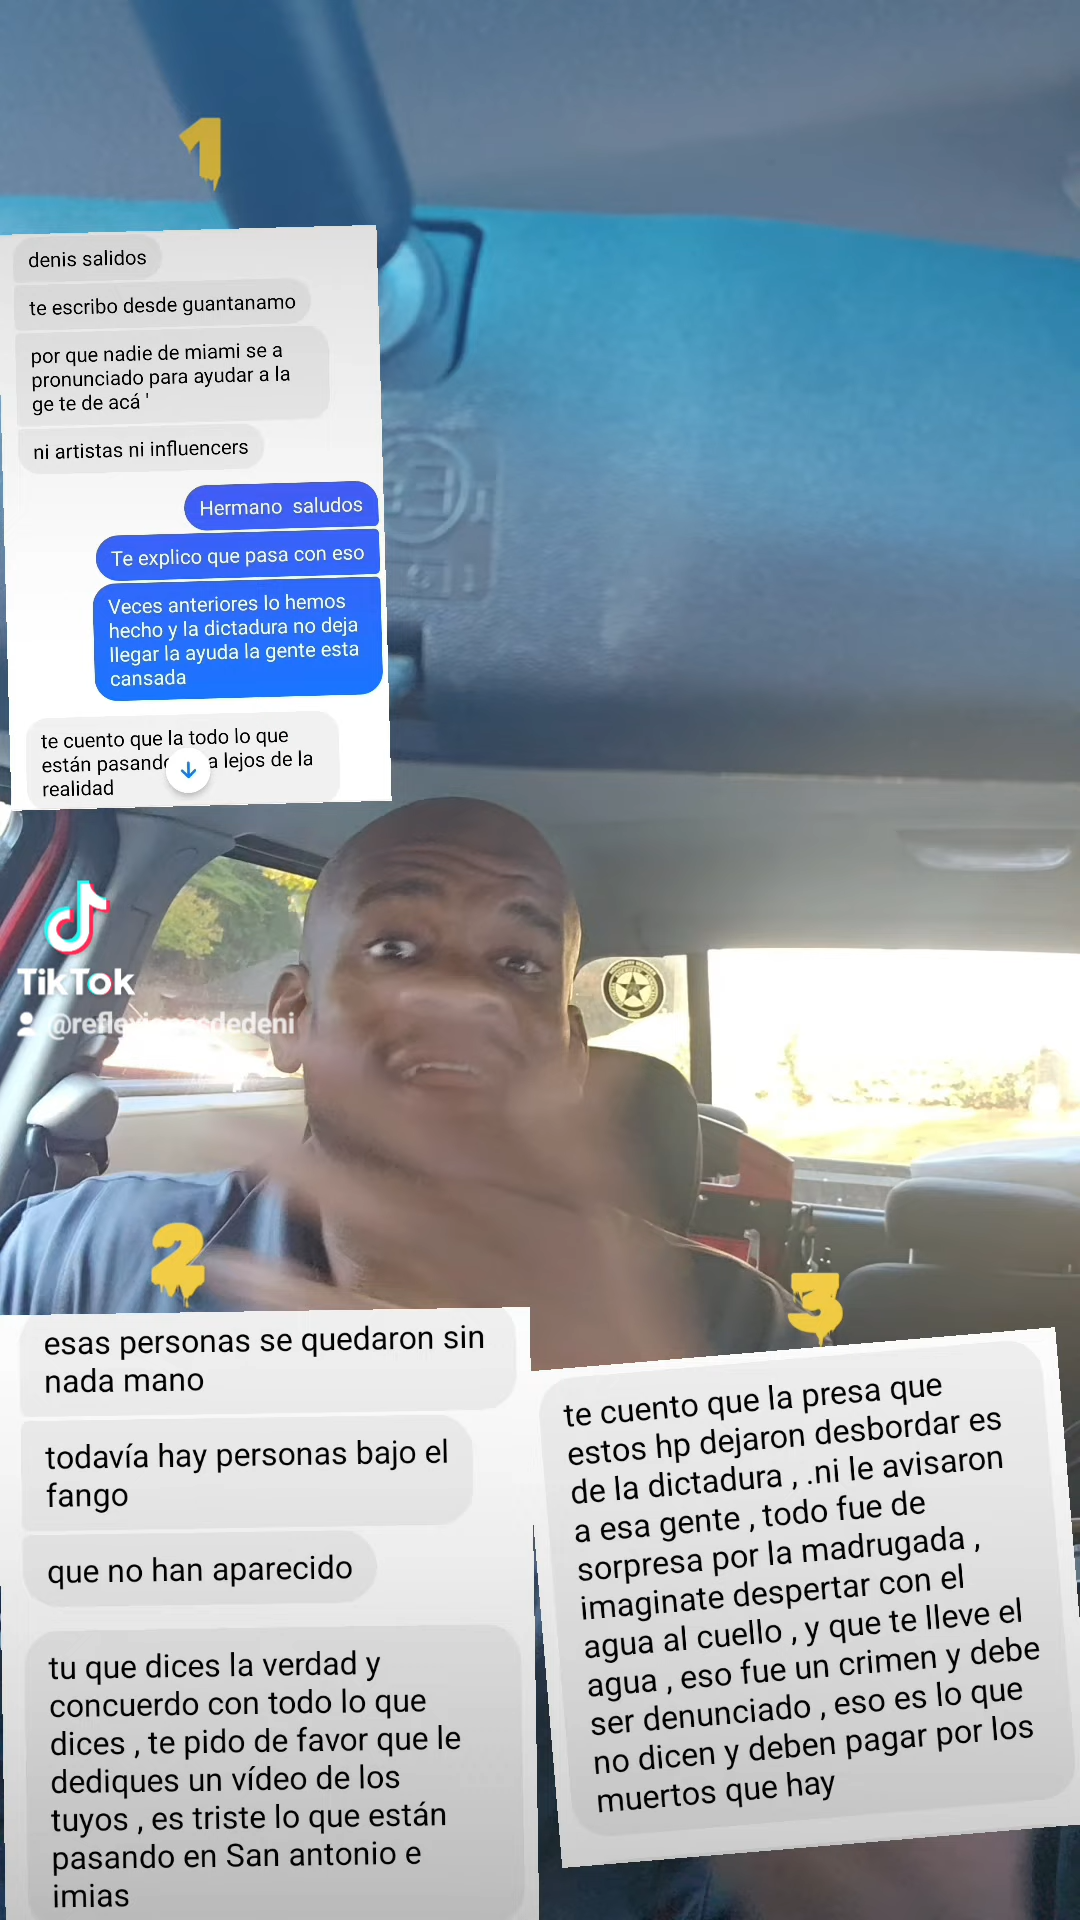 1
denis salidos
te escribo desde guantanamo
por que nadie de miami se a
pronunciado para ayudar a la
ge te de acá '
ni artistas ni influencers
Hermano saludos
Te explico que pasa con eso
Veces anteriores lo hemos
hecho y la dictadura no deja
llegar la ayuda la gente esta
cansada
te cuento que la todo lo que
están pasando a lejos de la
realidad
TikTok
@reflexionesdedeni
2
esas personas se quedaron sin
nada mano
todavía hay personas bajo el
fango
que no han aparecido
tu que dices la verdad y
concuerdo con todo lo que
dices , te pido de favor que le
dediques un vídeo de los
tuyos , es triste lo que están
pasando en San antonio e
imias
3
te cuento que la presa que
estos hp dejaron desbordar es
de la dictadura , .ni le avisaron
a esa gente , todo fue de
sorpresa por la madrugada ,
imaginate despertar con el
agua al cuello , y que te lleve el
agua , eso fue un crimen y debe
ser denunciado , eso es lo que
no dicen y deben pagar por los
muertos que hay